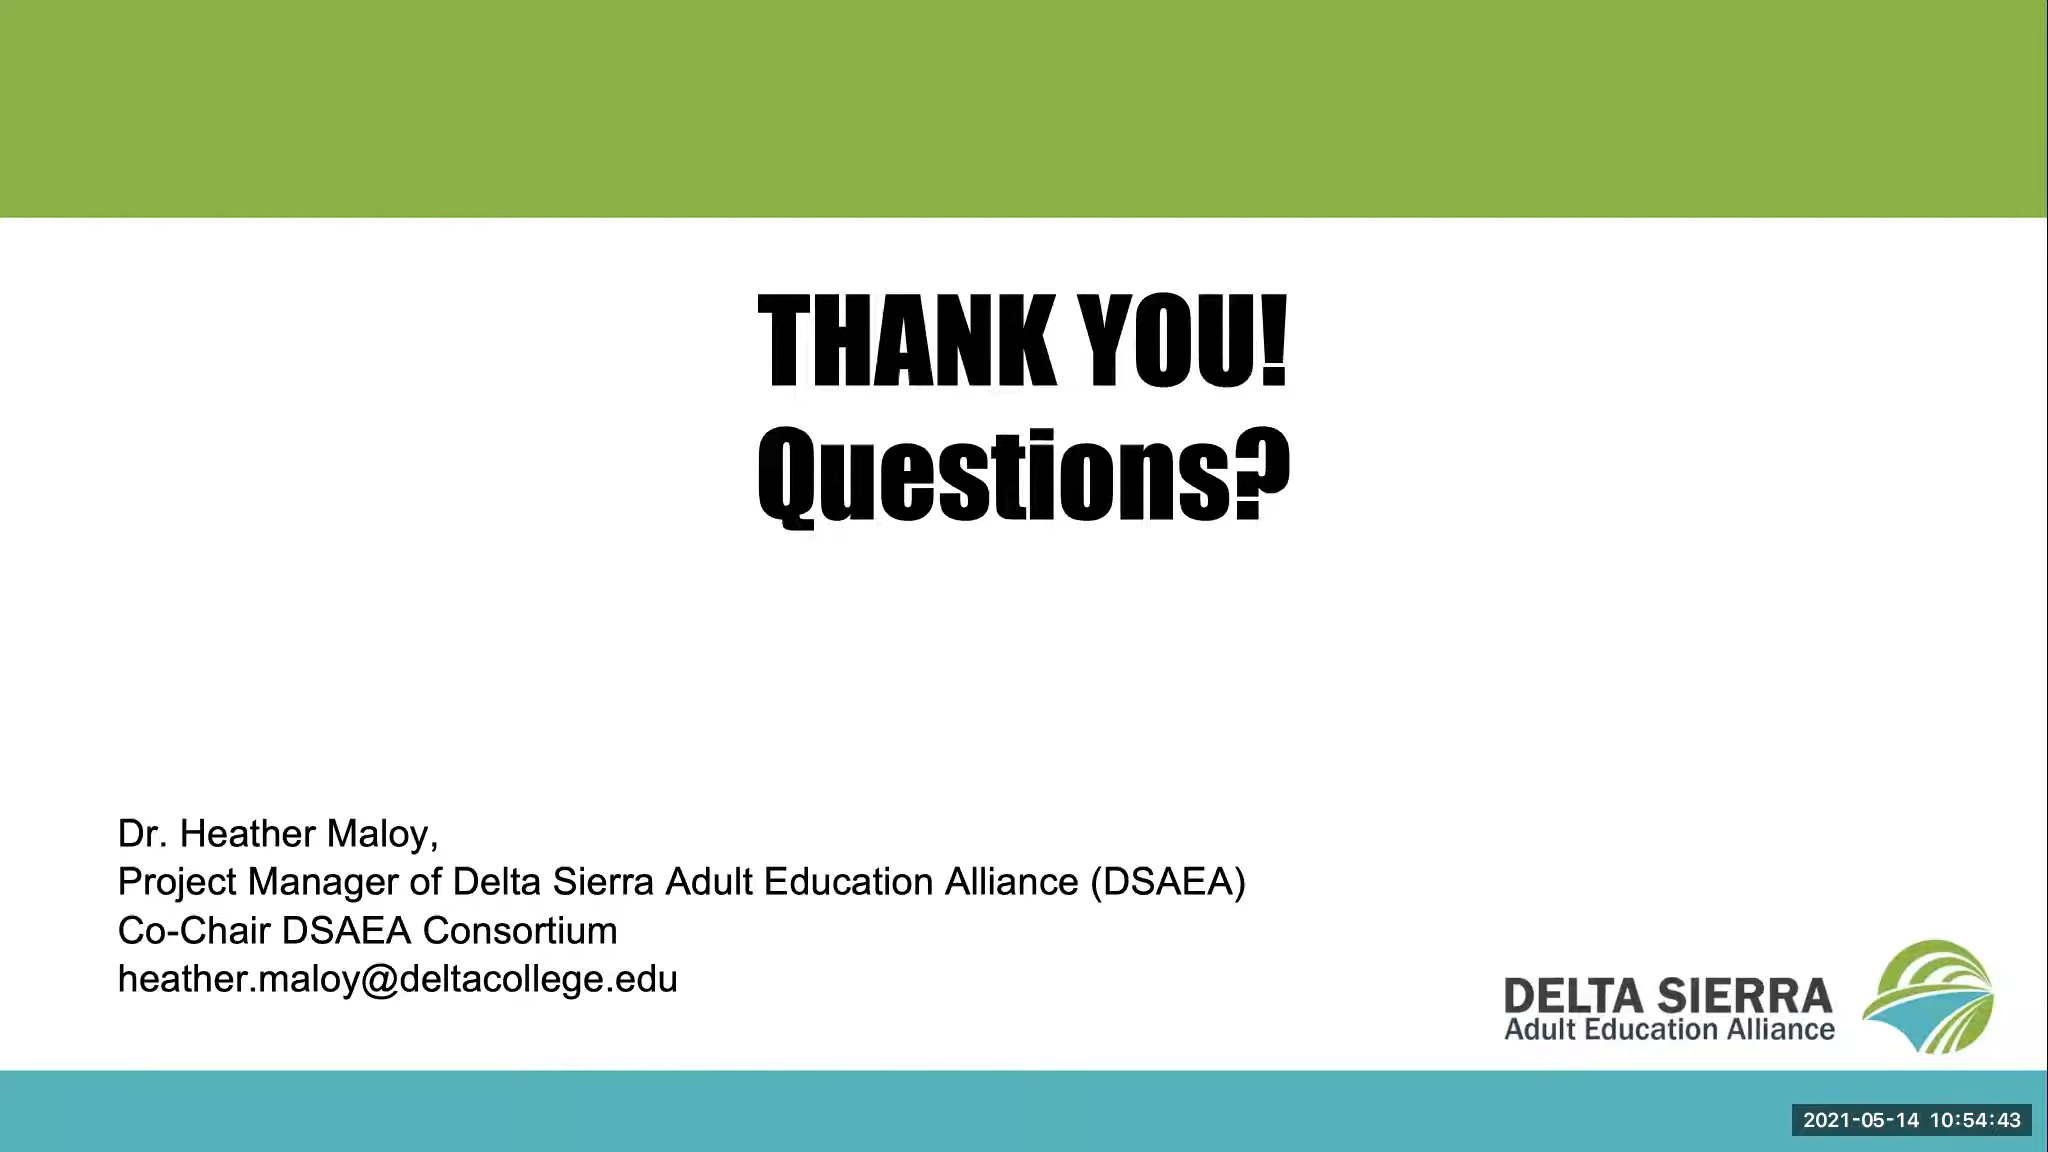 THANK YOU!
Questions?
Dr. Heather Maloy,
Project Manager of Delta Sierra Adult Education Alliance (DSAEA)
Co-Chair DSAEA Consortium
heather.maloy@deltacollege.edu
DELTA SIERRA
Adult Education Alliance
2021-05-14 10:54:43